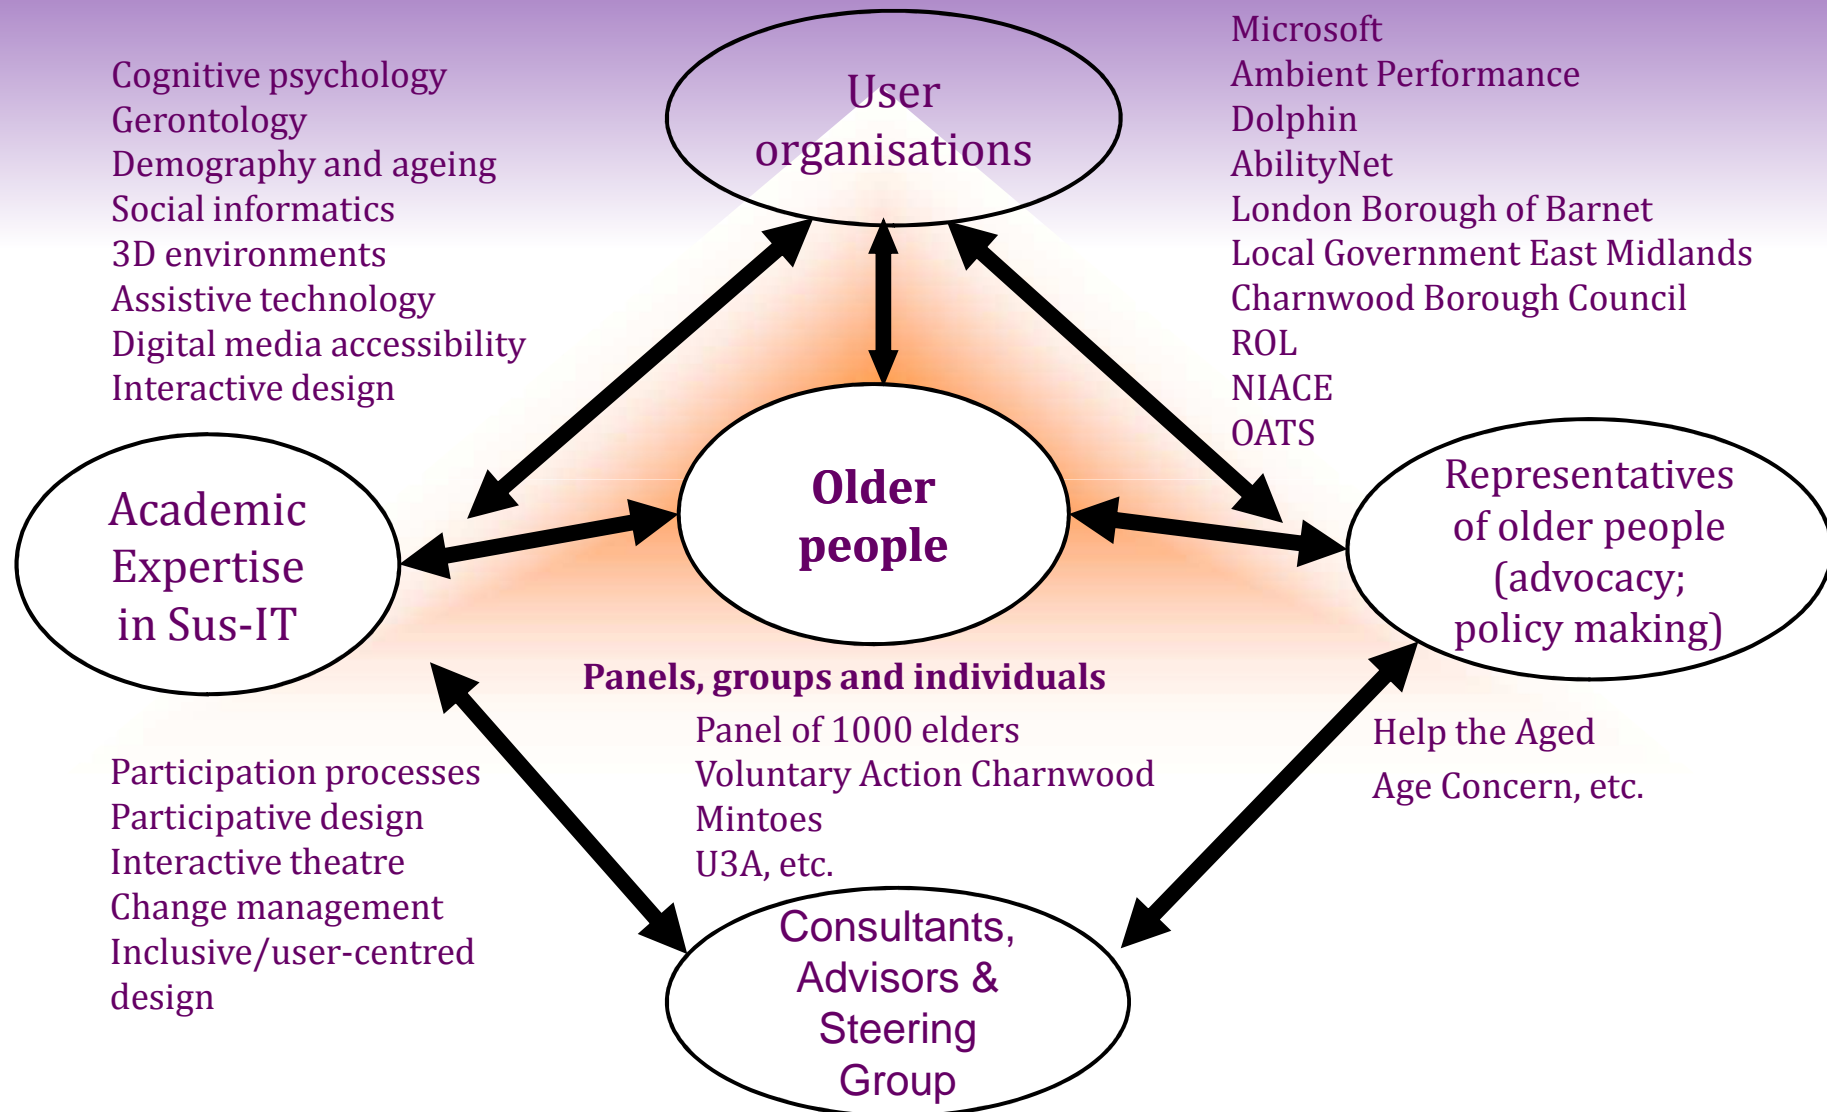 Cognitive psychology
Gerontology
Demography and ageing
Social informatics
3D environments
Assistive technology
Digital media accessibility
Interactive design
User
organisations
Microsoft
Ambient Performance
Dolphin
AbilityNet
London Borough of Barnet
Local Government East Midlands
Charnwood Borough Council
ROL
NIACE
OATS
Academic
Expertise
in Sus-IT
Older
people
Representatives
of older people
(advocacy;
policy making)
Panels, groups and individuals
Panel of 1000 elders
Voluntary Action Charnwood
Mintoes
U3A, etc.
Help the Aged
Age Concern, etc.
Participation processes
Participative design
Interactive theatre
Change management
Inclusive/user-centred
design
Consultants,
Advisors &
Steering
Group